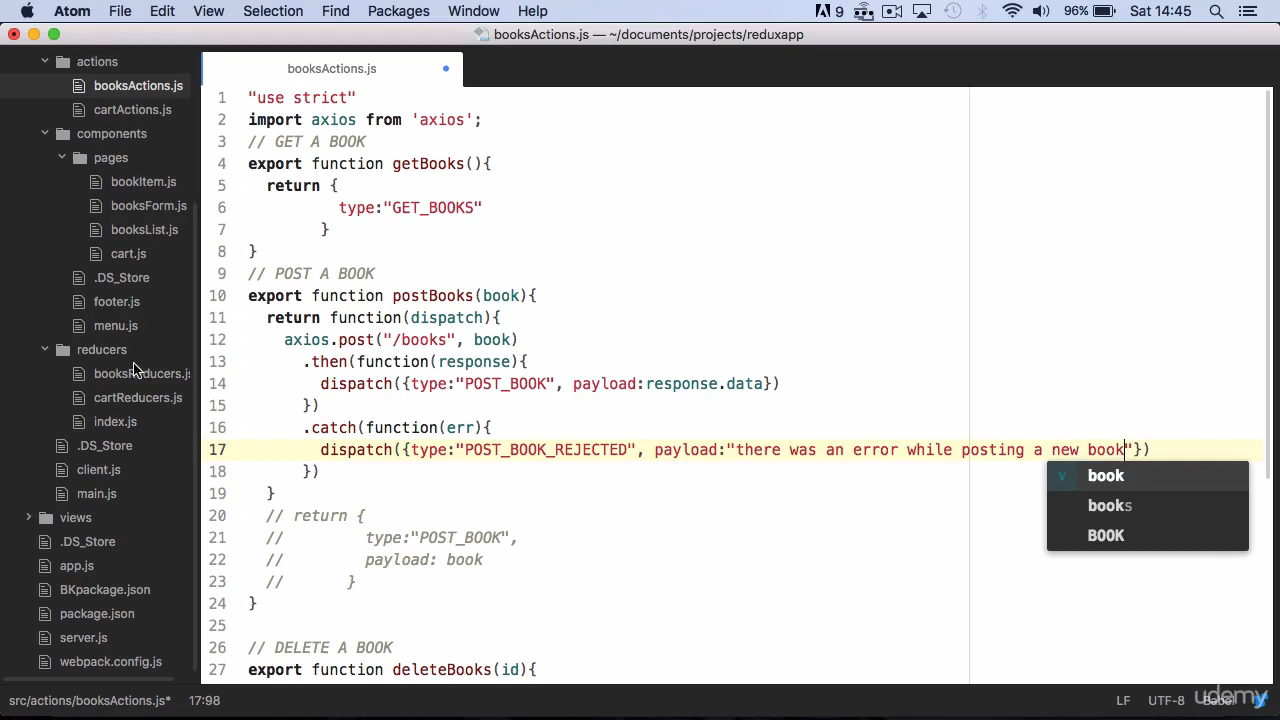 Atom File Edit View Selection Find Packages Window Help 9 96% Sat 14:45
booksActions.js — ~/documents/projects/reduxapp
actions
booksActions.js
cartActions.js
components
pages
bookItem.js
booksForm.js
booksList.js
cart.js
.DS_Store
footer.js
menu.js
reducers
cartReducers.js
index.js
.DS_Store
client.js
main.js
views
.DS_Store
app.js
BKpackage.json
package.json
server.js
webpack.config.js
booksActions.js
1 "use strict"
2 import axios from 'axios';
3 // GET A BOOK
4 export function getBooks(){
5 return {
6 type:"GET_BOOKS"
7 }
8 }
9 // POST A BOOK
10 export function postBooks(book){
11 return function(dispatch){
12 axios.post("/books", book)
13 .then(function(response){
14 dispatch({type:"POST_BOOK", payload:response.data})
15 })
16 .catch(function(err){
17 dispatch({type:"POST_BOOK_REJECTED", payload:"there was an error while posting a new book"})
18 })
19 }
20 // return {
21 // type:"POST_BOOK",
22 // payload: book
23 // }
24 }
25
26 // DELETE A BOOK
27 export function deleteBooks(id){
v book
books
BOOK
src/actions/booksActions.js* 17:98 LF UTF-8 Babel
udemy